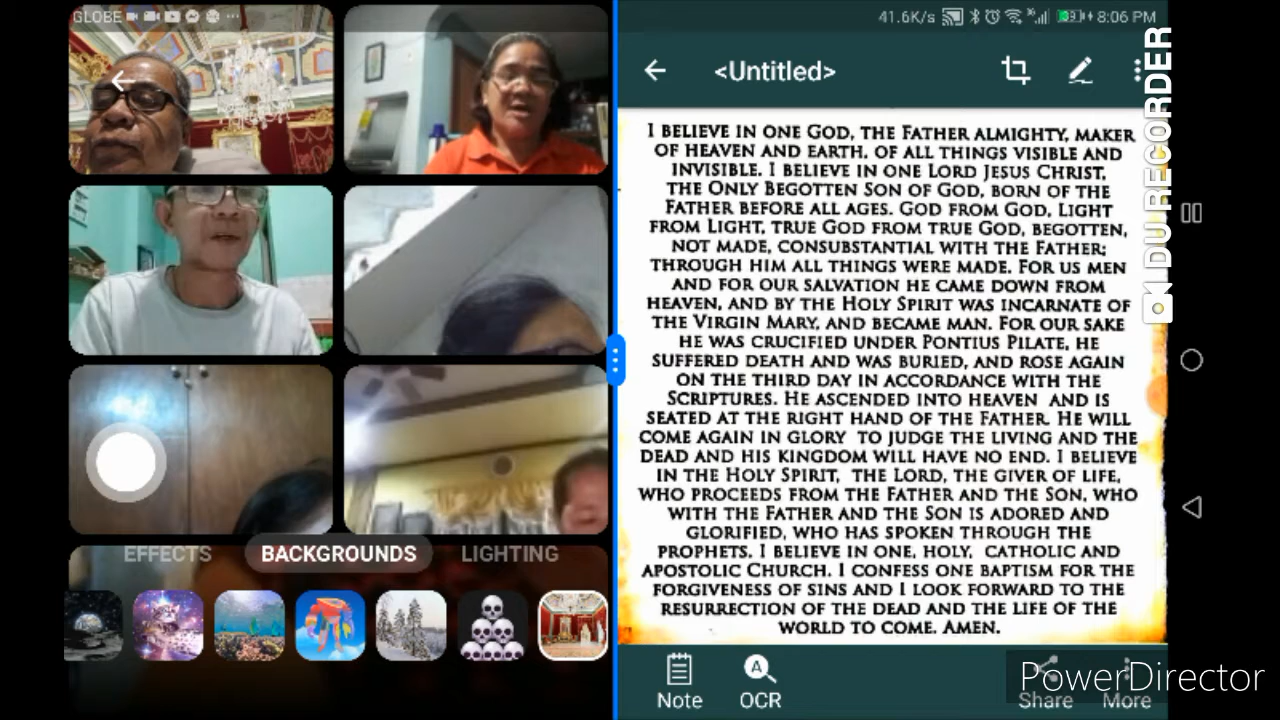 GLOBE
EFFECTS BACKGROUNDS LIGHTING
41.6K/s 8:06 PM
<Untitled>
I BELIEVE IN ONE GOD, THE FATHER ALMIGHTY, MAKER
OF HEAVEN AND EARTH, OF ALL THINGS VISIBLE AND
INVISIBLE. I BELIEVE IN ONE LORD JESUS CHRIST,
THE ONLY BEGOTTEN SON OF GOD, BORN OF THE
FATHER BEFORE ALL AGES. GOD FROM GOD, LIGHT
FROM LIGHT, TRUE GOD FROM TRUE GOD, BEGOTTEN,
NOT MADE, CONSUBSTANTIAL WITH THE FATHER;
THROUGH HIM ALL THINGS WERE MADE. FOR US MEN
AND FOR OUR SALVATION HE CAME DOWN FROM
HEAVEN, AND BY THE HOLY SPIRIT WAS INCARNATE OF
THE VIRGIN MARY, AND BECAME MAN. FOR OUR SAKE
HE WAS CRUCIFIED UNDER PONTIUS PILATE, HE
SUFFERED DEATH AND WAS BURIED, AND ROSE AGAIN
ON THE THIRD DAY IN ACCORDANCE WITH THE
SCRIPTURES. HE ASCENDED INTO HEAVEN AND IS
SEATED AT THE RIGHT HAND OF THE FATHER. HE WILL
COME AGAIN IN GLORY TO JUDGE THE LIVING AND THE
DEAD AND HIS KINGDOM WILL HAVE NO END. I BELIEVE
IN THE HOLY SPIRIT, THE LORD, THE GIVER OF LIFE,
WHO PROCEEDS FROM THE FATHER AND THE SON, WHO
WITH THE FATHER AND THE SON IS ADORED AND
GLORIFIED, WHO HAS SPOKEN THROUGH THE
PROPHETS. I BELIEVE IN ONE, HOLY, CATHOLIC AND
APOSTOLIC CHURCH. I CONFESS ONE BAPTISM FOR THE
FORGIVENESS OF SINS AND I LOOK FORWARD TO THE
RESURRECTION OF THE DEAD AND THE LIFE OF THE
WORLD TO COME. AMEN.
Note OCR Share More
DU RECORDER
PowerDirector